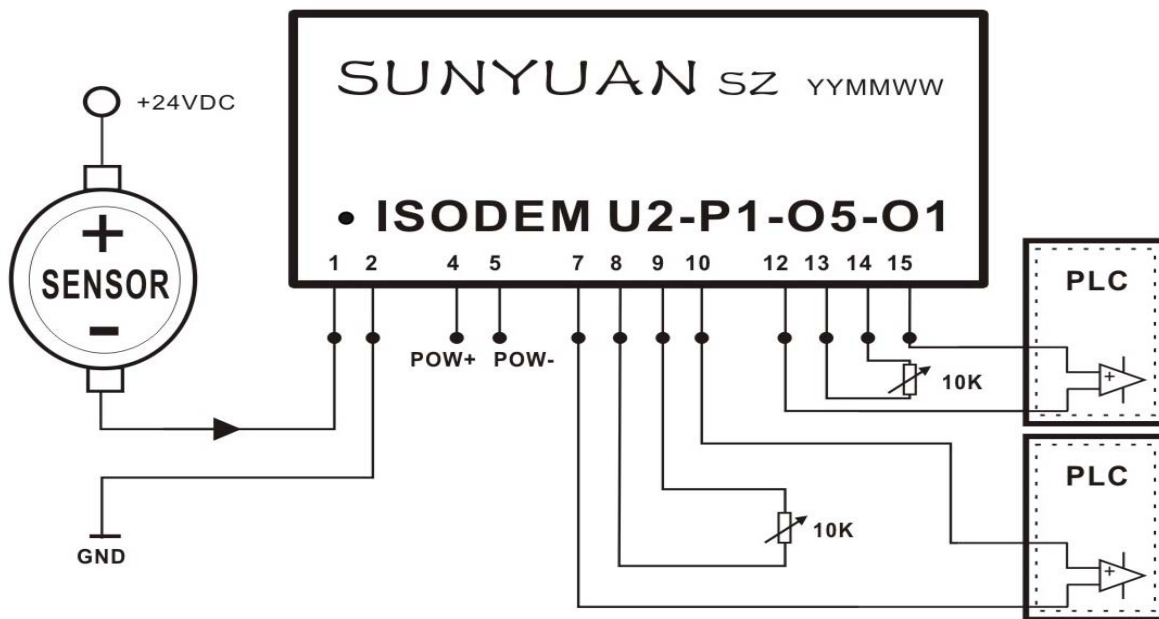 SUNYUAN SZ YYMMWW
+24VDC
• ISODEM U2-P1-O5-O1
+
SENSOR
-
1 2 4 5 7 8 9 10 12 13 14 15
PLC
POW+ POW-
10K
+
PLC
10K
GND
+